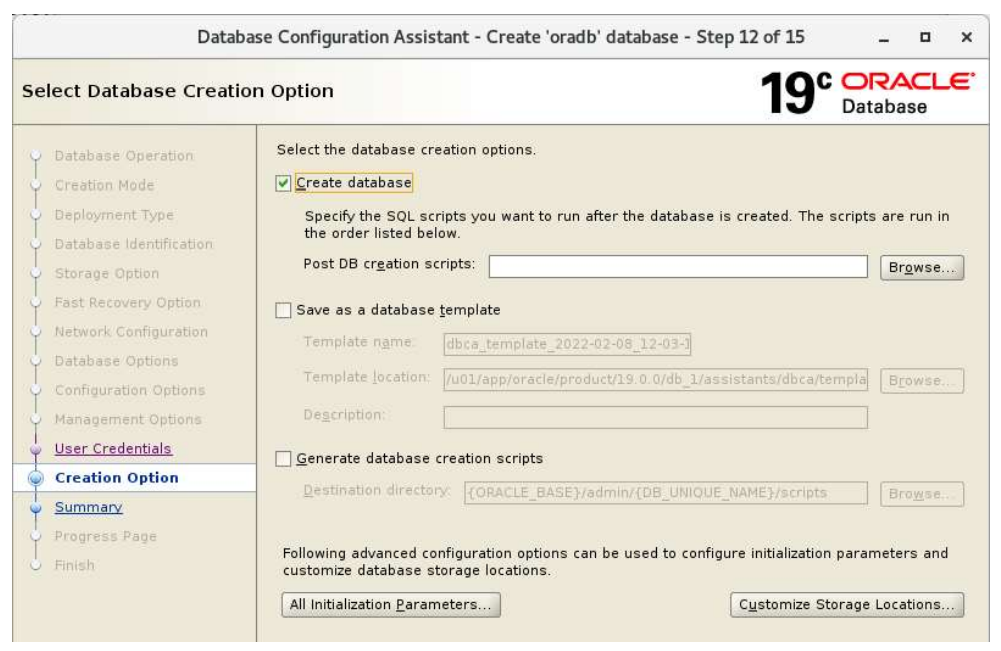 Database Configuration Assistant - Create 'oradb' database - Step 12 of 15
Select Database Creation Option
19c ORACLE
Database
Database Operation
Creation Mode
Deployment Type
Database Identification
Storage Option
Fast Recovery Option
Network Configuration
Database Options
Configuration Options
Management Options
User Credentials
Creation Option
Summary
Progress Page
Finish
Select the database creation options.
Create database
Specify the SQL scripts you want to run after the database is created. The scripts are run in
the order listed below.
Post DB creation scripts:
Browse...
Save as a database template
Template name: dbca_template_2022-02-08_12-03-
Template location: /u01/app/oracle/product/19.0.0/db_1/assistants/dbca/templa Browse...
Description:
Generate database creation scripts
Destination directory: {ORACLE_BASE}/admin/{DB_UNIQUE_NAME}/scripts Browse...
Following advanced configuration options can be used to configure initialization parameters and
customize database storage locations.
All Initialization Parameters... Customize Storage Locations...